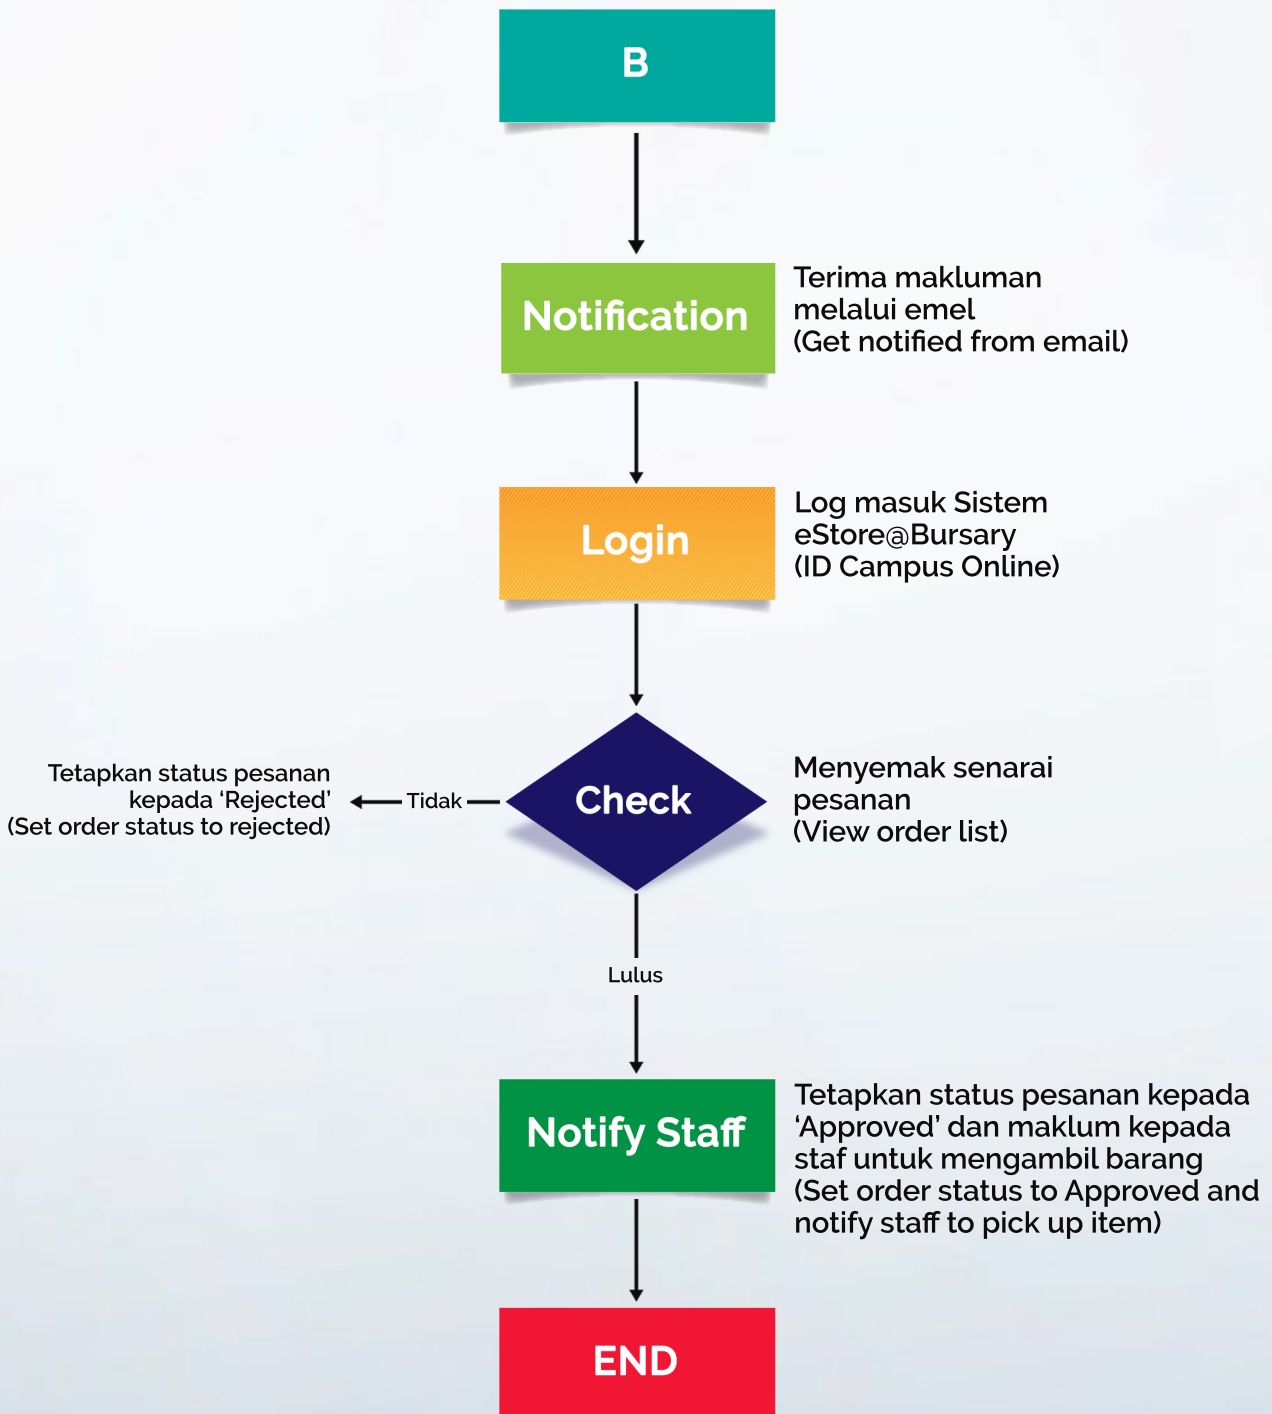 B
Notification
Terima makluman
melalui emel
(Get notified from email)
Login
Log masuk Sistem
eStore@Bursary
(ID Campus Online)
Tetapkan status pesanan
kepada ‘Rejected’
(Set order status to rejected)
Tidak
Check
Menyemak senarai
pesanan
(View order list)
Lulus
Notify Staff
Tetapkan status pesanan kepada
‘Approved’ dan maklum kepada
staf untuk mengambil barang
(Set order status to Approved and
notify staff to pick up item)
END